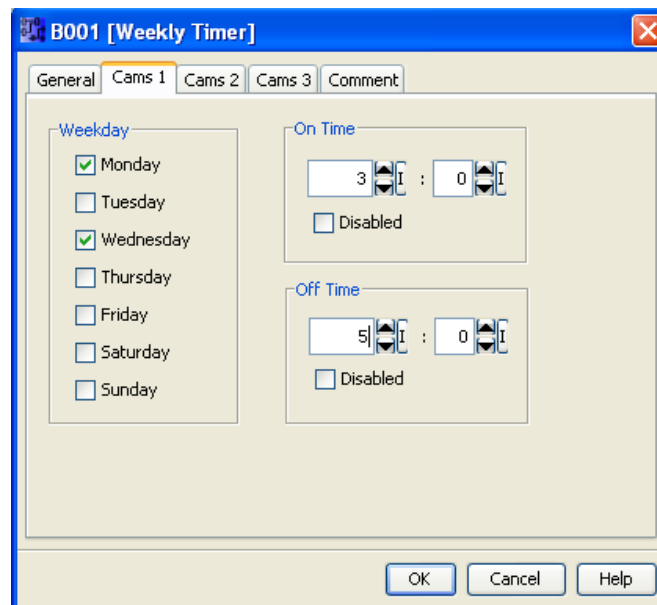 B001 [Weekly Timer]
General Cams 1 Cams 2 Cams 3 Comment
Weekday
Monday
Tuesday
Wednesday
Thursday
Friday
Saturday
Sunday
On Time
3 : 0
Disabled
Off Time
5 : 0
Disabled
OK Cancel Help